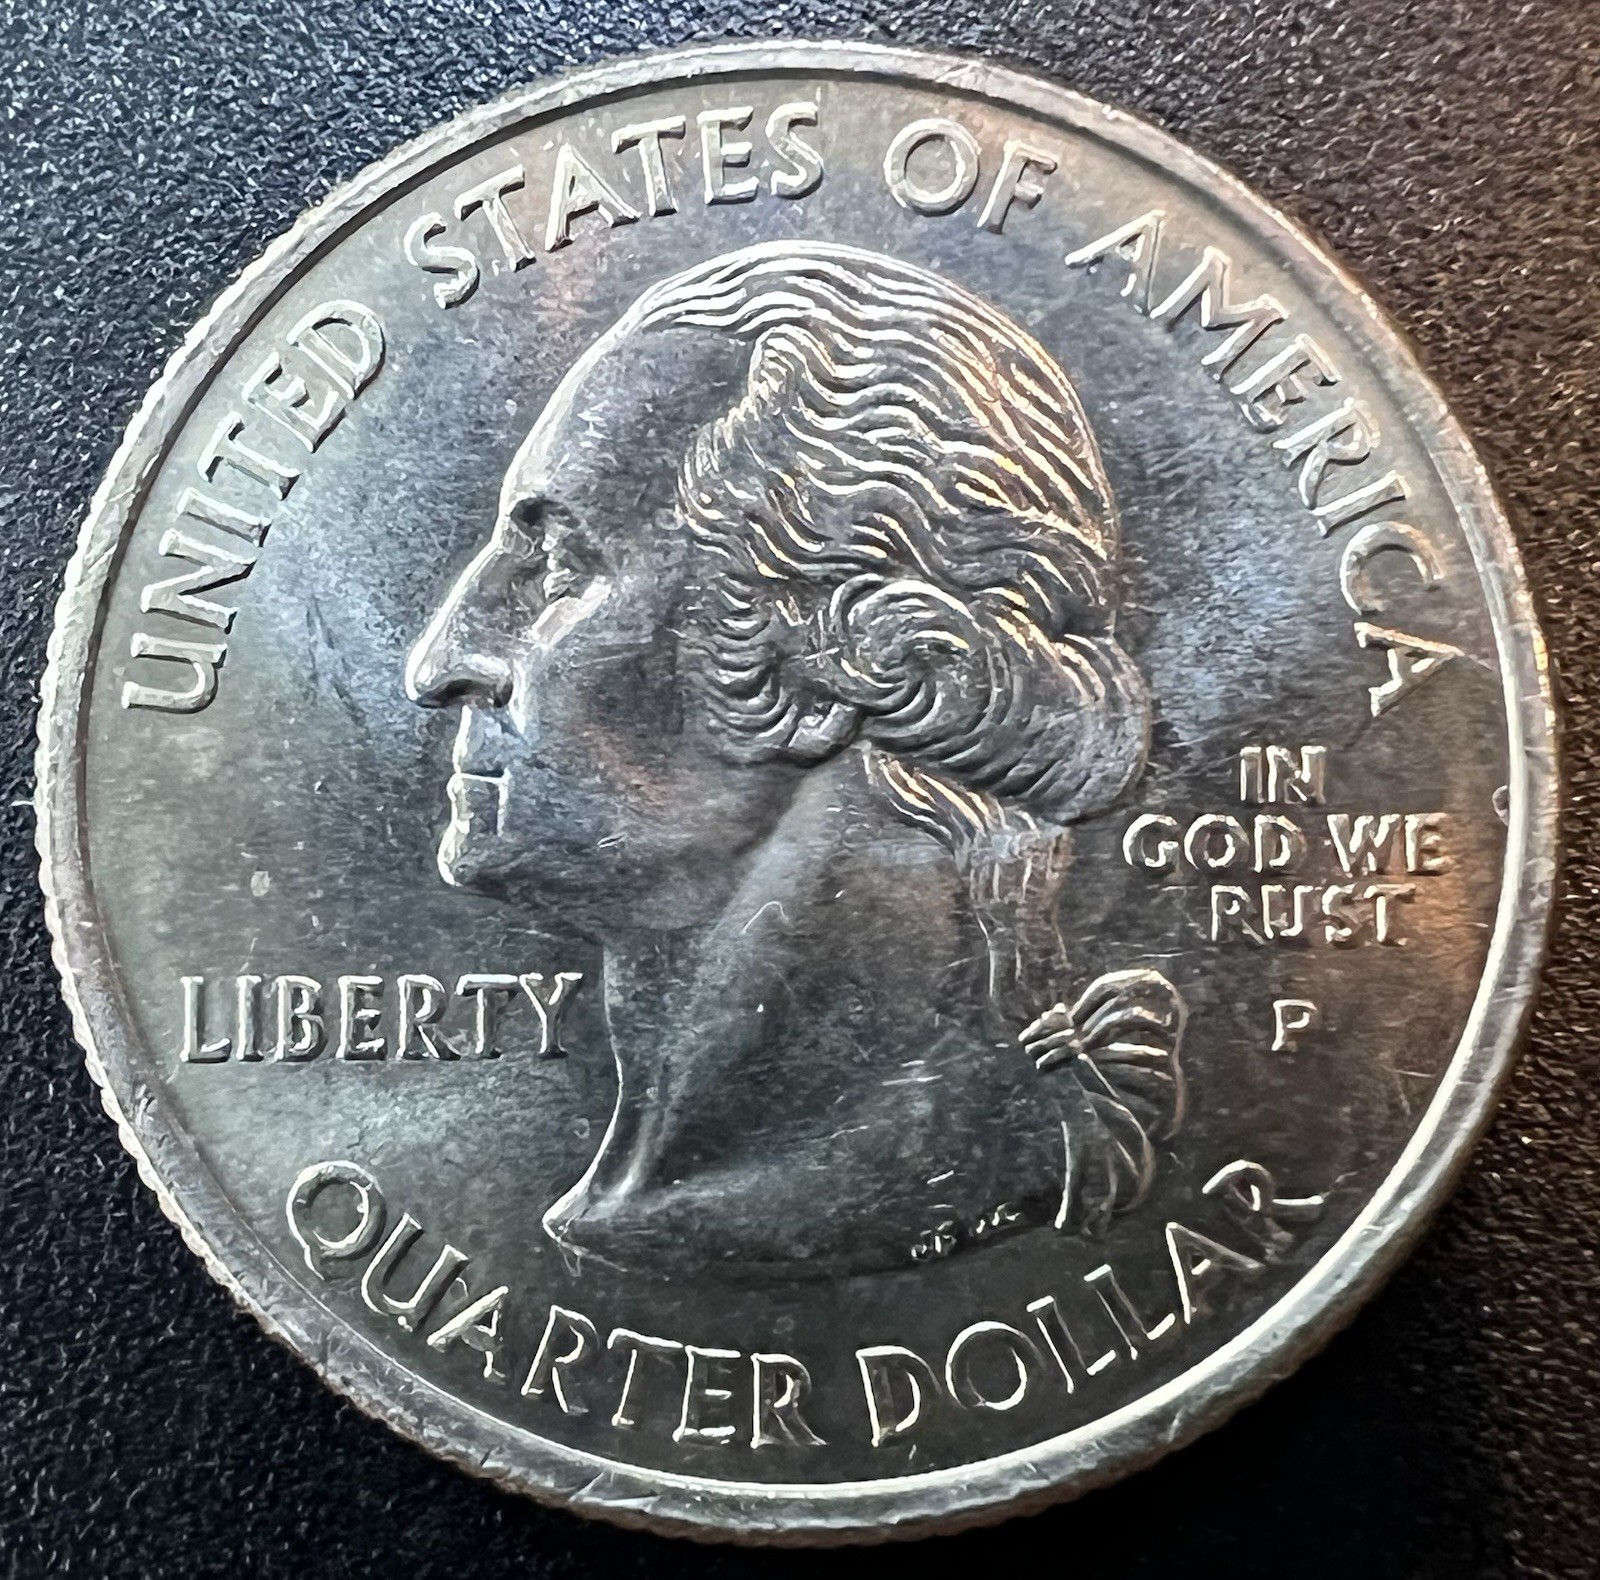 UNITED STATES OF AMERICA
LIBERTY
IN
GOD WE
RUST
P
QUARTER DOLLAR